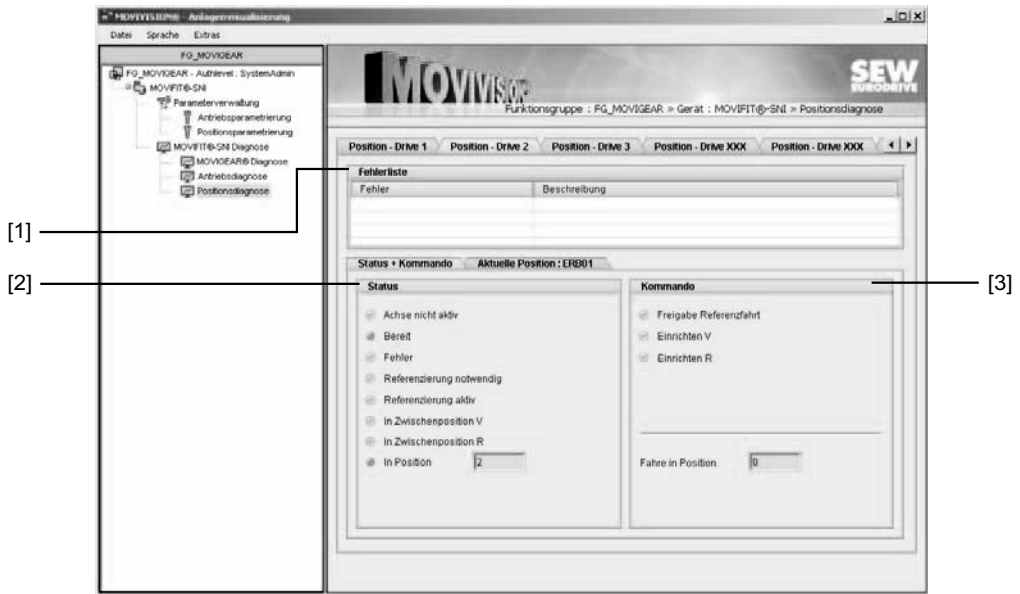 MOVIVISION® - Anlagenvisualisierung
Datei Sprache Extras
FG_MOVIGEAR
FG_MOVIGEAR - Authlevel : SystemAdmin
MOVIFIT®-SNI
Parameterverwaltung
Antriebsparametrierung
Positionsparametrierung
MOVIFIT®-SNI Diagnose
MOVIGEAR® Diagnose
Antriebsdiagnose
Positionsdiagnose
MOVIVISION
SEW
EURODRIVE
Funktionsgruppe : FG_MOVIGEAR » Gerät : MOVIFIT®-SNI » Positionsdiagnose
Position - Drive 1 Position - Drive 2 Position - Drive 3 Position - Drive XXX Position - Drive XXX
Fehlerliste
Fehler Beschreibung
[1]
Status + Kommando Aktuelle Position : ERB01
[2]
Status
Kommando
[3]
Achse nicht aktiv
Bereit
Fehler
Referenzierung notwendig
Referenzierung aktiv
In Zwischenposition V
In Zwischenposition R
In Position 2
Freigabe Referenzfahrt
Einrichten V
Einrichten R
Fahre in Position 0